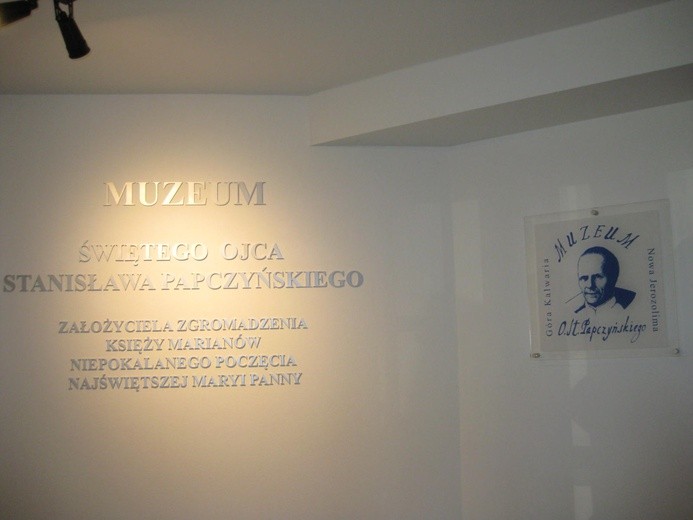 MUZEUM
ŚWIĘTEGO OJCA
STANISŁAWA PAPCZYŃSKIEGO
ZAŁOŻYCIELA ZGROMADZENIA
KSIĘŻY MARIANÓW
NIEPOKALANEGO POCZĘCIA
NAJŚWIĘTSZEJ MARYI PANNY
MUZEUM
Góra Kalwaria
Nowa Jerozolima
O.St.Papczyńskiego